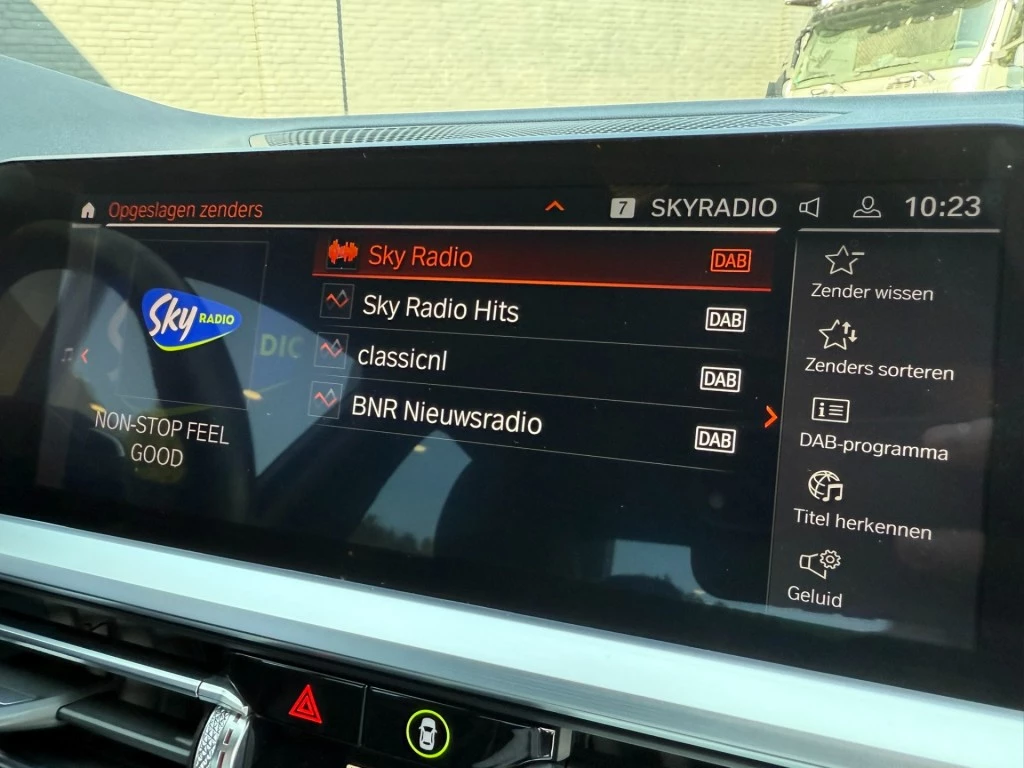 Opgeslagen zenders
7 SKYRADIO 10:23
Sky RADIO
NON-STOP FEEL
GOOD
Sky Radio DAB
Sky Radio Hits DAB
classicnl DAB
BNR Nieuwsradio DAB
Zender wissen
Zenders sorteren
DAB-programma
Titel herkennen
Geluid